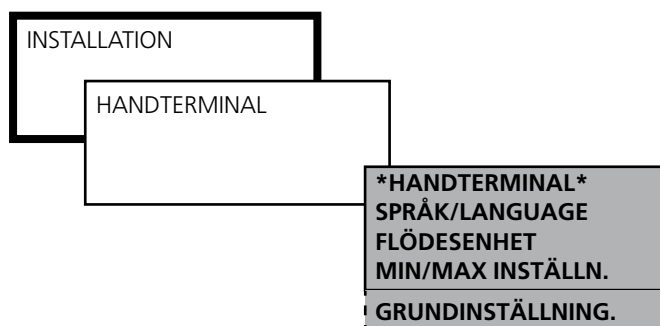 INSTALLATION
HANDTERMINAL
*HANDTERMINAL*
SPRÅK/LANGUAGE
FLÖDESENHET
MIN/MAX INSTÄLLN.
GRUNDINSTÄLLNING.